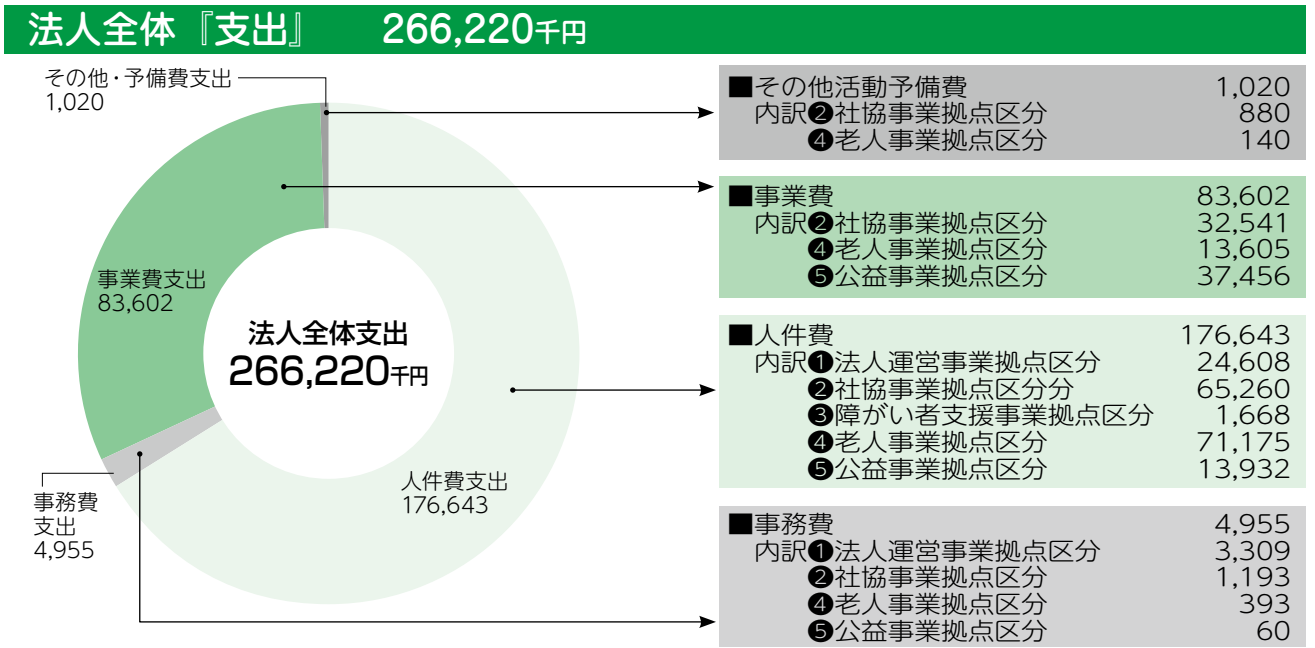 法人全体『支出』 266,220千円
その他・予備費支出
1,020
事業費支出
83,602
法人全体支出
266,220千円
人件費支出
176,643
事務費
支出
4,955
■その他活動予備費 1,020
内訳❷社協事業拠点区分 880
❹老人事業拠点区分 140
■事業費 83,602
内訳❷社協事業拠点区分 32,541
❹老人事業拠点区分 13,605
❺公益事業拠点区分 37,456
■人件費 176,643
内訳❶法人運営事業拠点区分 24,608
❷社協事業拠点区分分 65,260
❸障がい者支援事業拠点区分 1,668
❹老人事業拠点区分 71,175
❺公益事業拠点区分 13,932
■事務費 4,955
内訳❶法人運営事業拠点区分 3,309
❷社協事業拠点区分 1,193
❹老人事業拠点区分 393
❺公益事業拠点区分 60